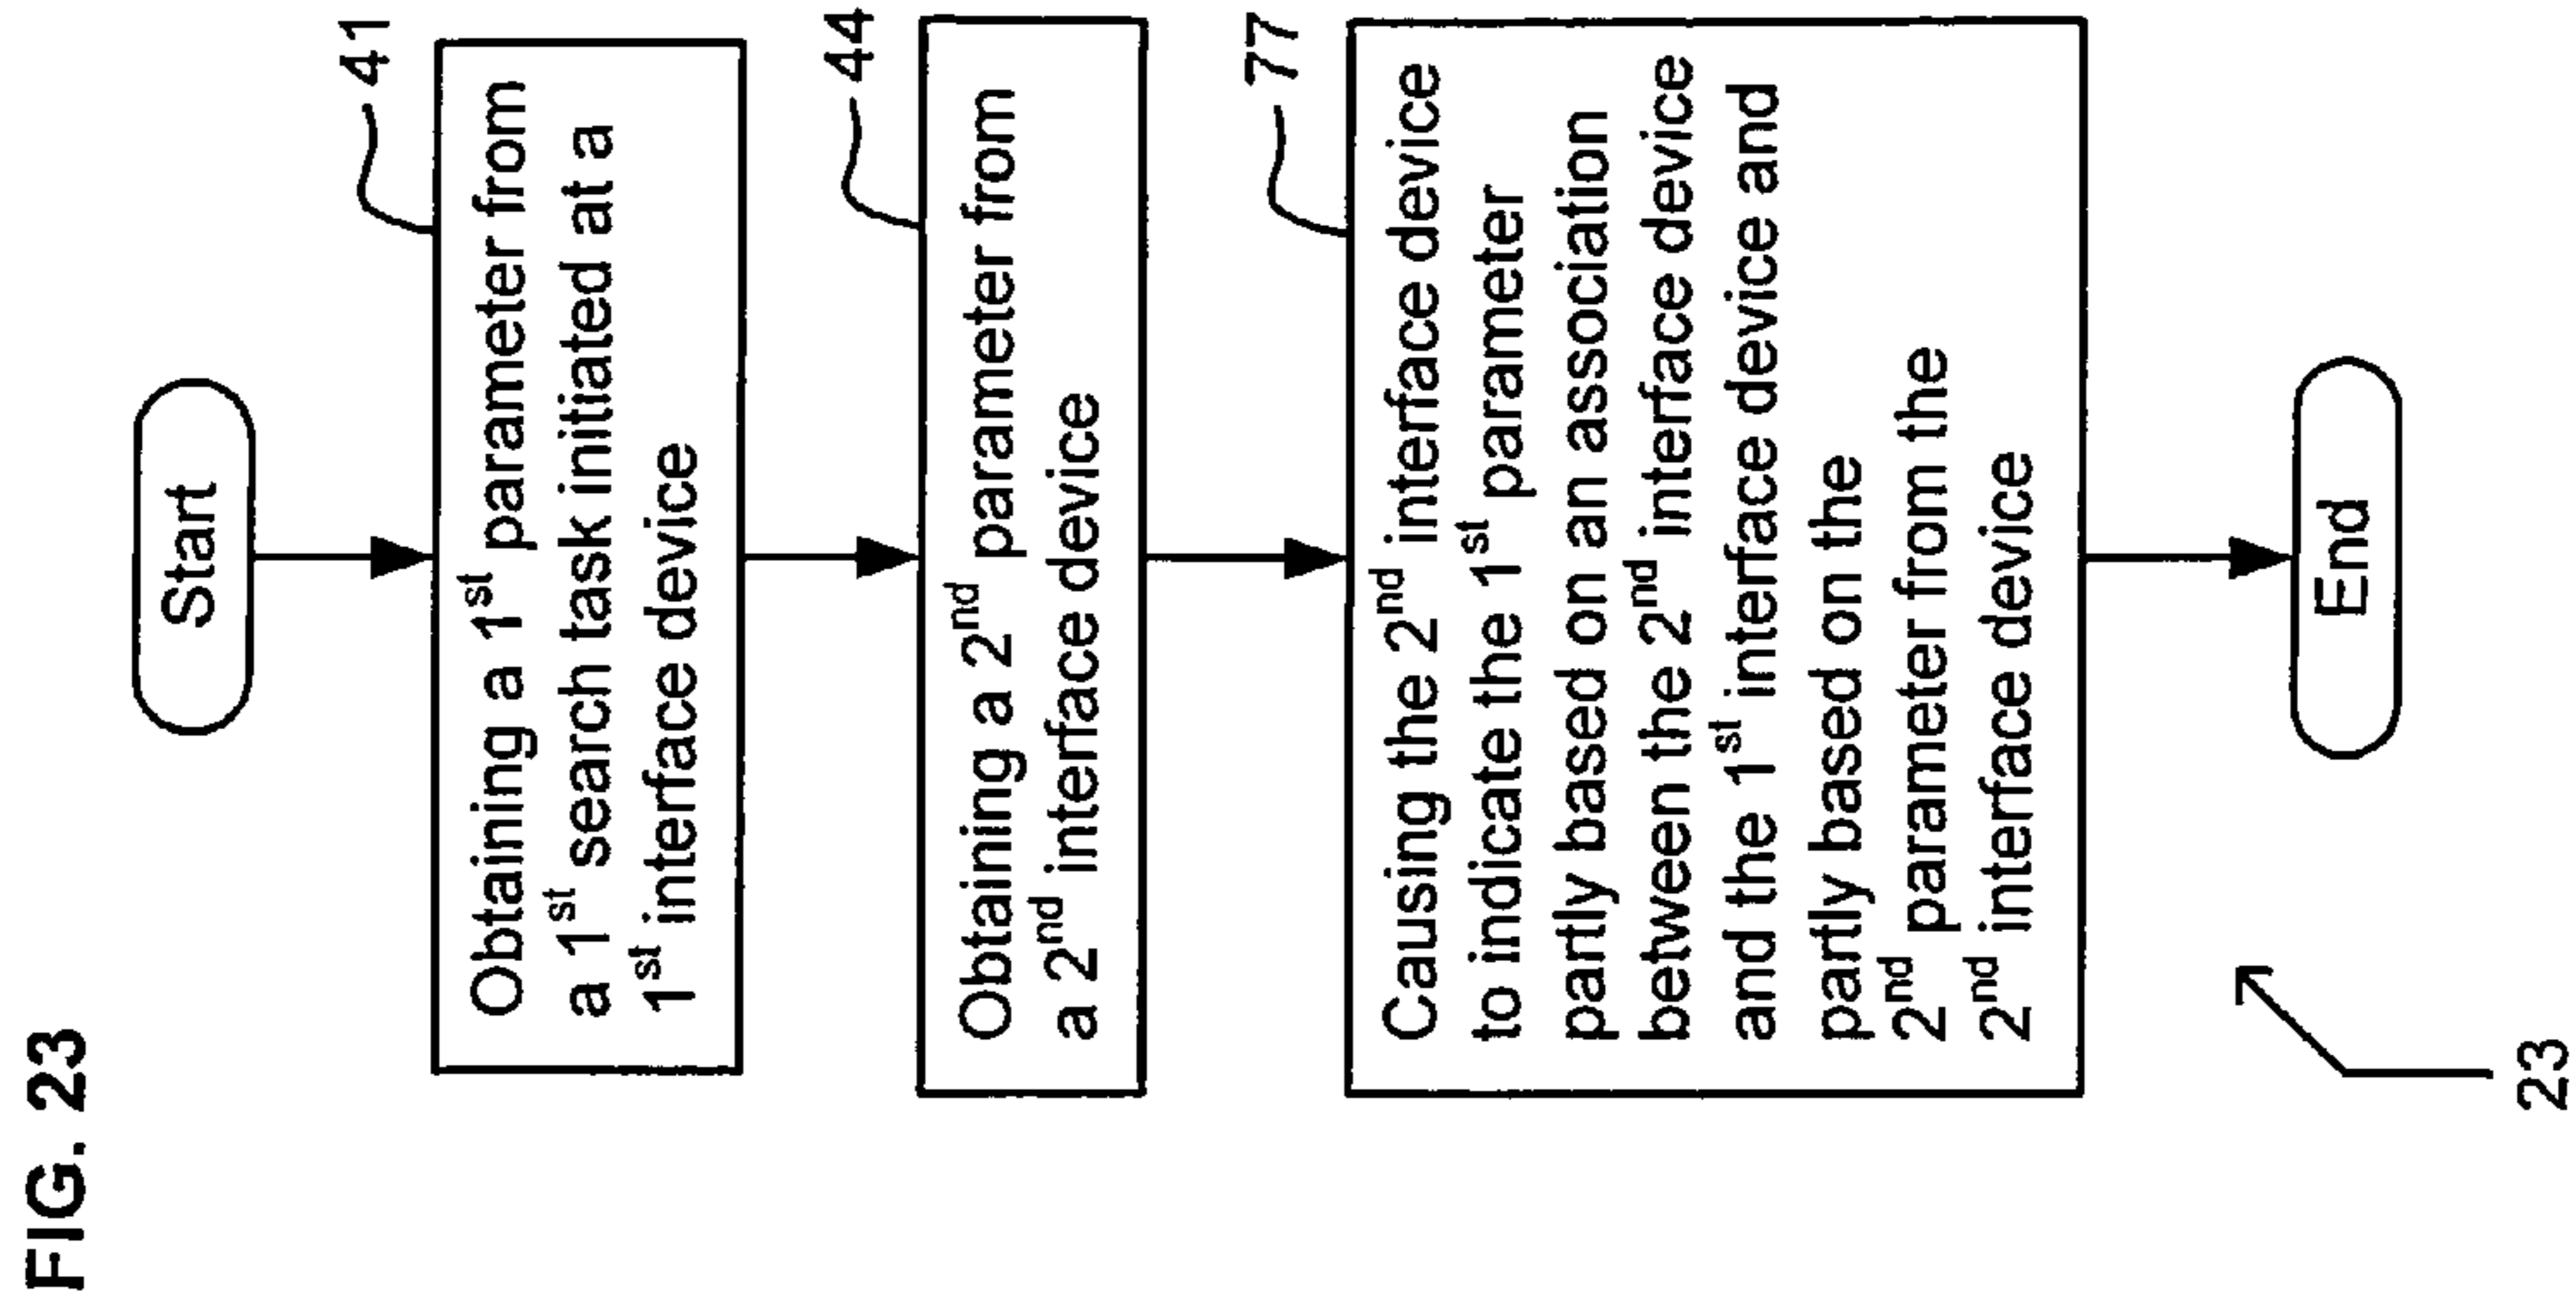 FIG. 23
Start
41
Obtaining a 1st parameter from
a 1st search task initiated at a
1st interface device
44
Obtaining a 2nd parameter from
a 2nd interface device
77
Causing the 2nd interface device
to indicate the 1st parameter
partly based on an association
between the 2nd interface device
and the 1st interface device and
partly based on the
2nd parameter from the
2nd interface device
End
23